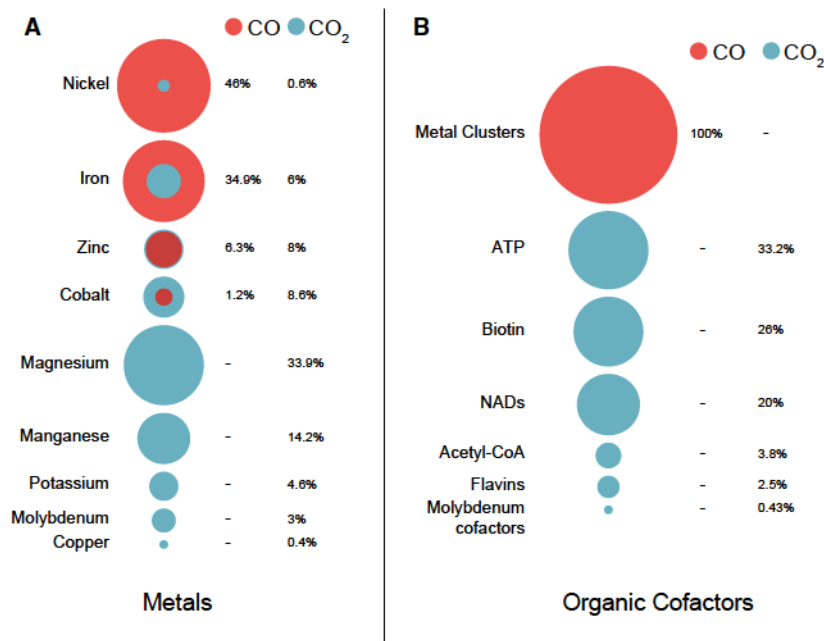 A
CO CO2
Nickel 46% 0.6%
Iron 34.9% 6%
Zinc 6.3% 8%
Cobalt 1.2% 8.6%
Magnesium - 33.9%
Manganese - 14.2%
Potassium - 4.6%
Molybdenum - 3%
Copper - 0.4%
Metals
B
CO CO2
Metal Clusters 100% -
ATP - 33.2%
Biotin - 26%
NADs - 20%
Acetyl-CoA - 3.8%
Flavins - 2.5%
Molybdenum - 0.43%
cofactors
Organic Cofactors